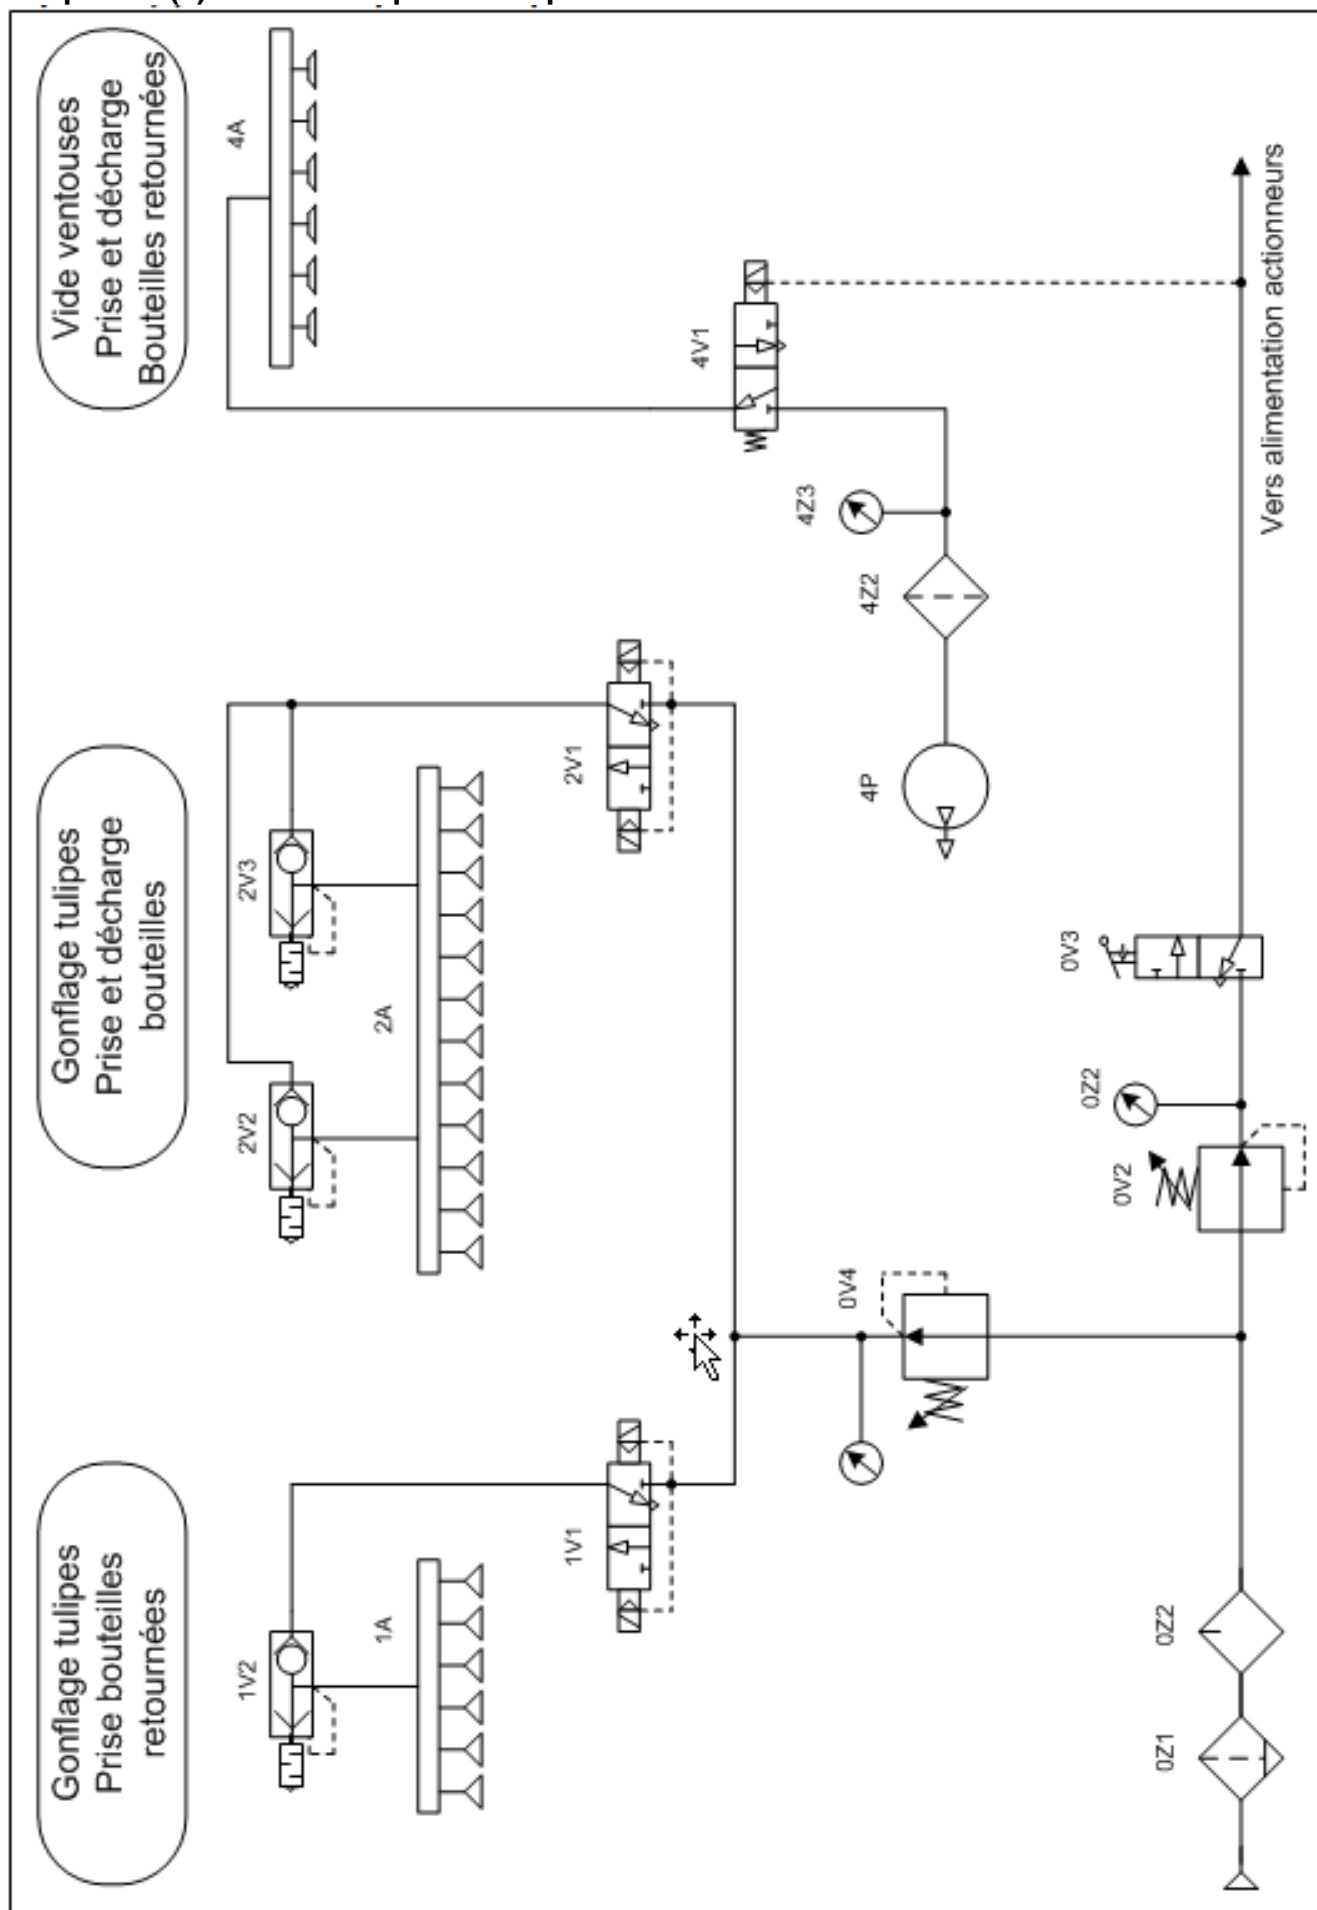 Gonflage tulipes
Prise bouteilles
retournées
Gonflage tulipes
Prise et décharge
bouteilles
Vide ventouses
Prise et décharge
Bouteilles retournées
1V2
1A
1V1
2V2
2V3
2A
2V1
4A
4V1
4Z3
4Z2
4P
0V4
0Z1
0Z2
0V2
0Z2
0V3
Vers alimentation actionneurs